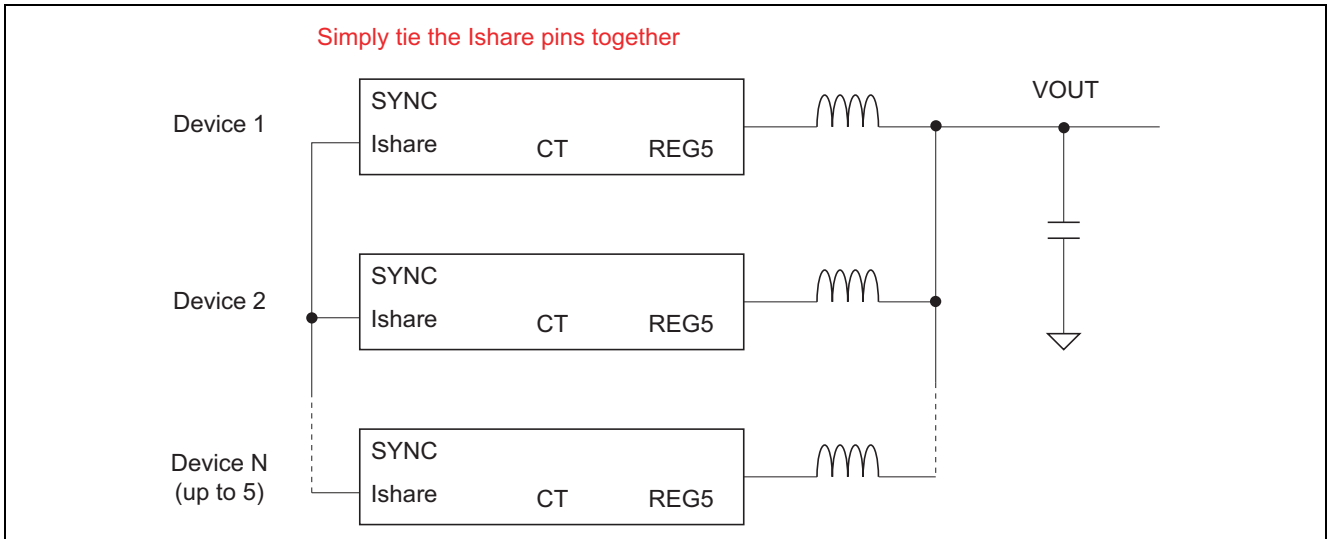 Simply tie the Ishare pins together
VOUT
Device 1
SYNC
Ishare
CT
REG5
Device 2
SYNC
Ishare
CT
REG5
Device N
(up to 5)
SYNC
Ishare
CT
REG5